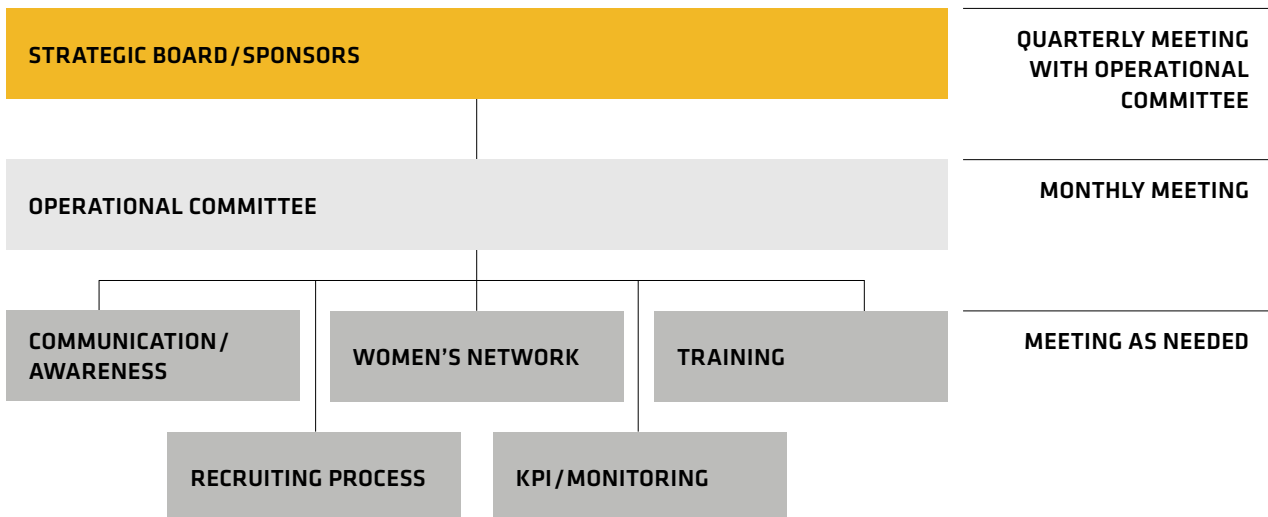 STRATEGIC BOARD/SPONSORS
QUARTERLY MEETING
WITH OPERATIONAL
COMMITTEE
OPERATIONAL COMMITTEE
MONTHLY MEETING
COMMUNICATION/
AWARENESS
WOMEN’S NETWORK
TRAINING
MEETING AS NEEDED
RECRUITING PROCESS
KPI/MONITORING